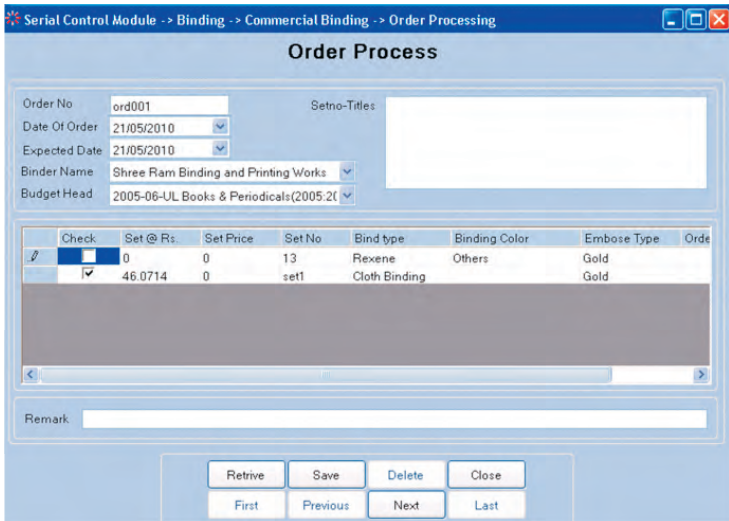 Serial Control Module -> Binding -> Commercial Binding -> Order Processing
Order Process
Order No ord001 Setno-Titles
Date Of Order 21/05/2010
Expected Date 21/05/2010
Binder Name Shree Ram Binding and Printing Works
Budget Head 2005-06-UL Books & Periodicals(2005:20
Check Set @ Rs. Set Price Set No Bind type Binding Color Embose Type Orde
0 0 13 Rexene Others Gold
46.0714 0 set1 Cloth Binding Gold
Remark
Retrive Save Delete Close
First Previous Next Last